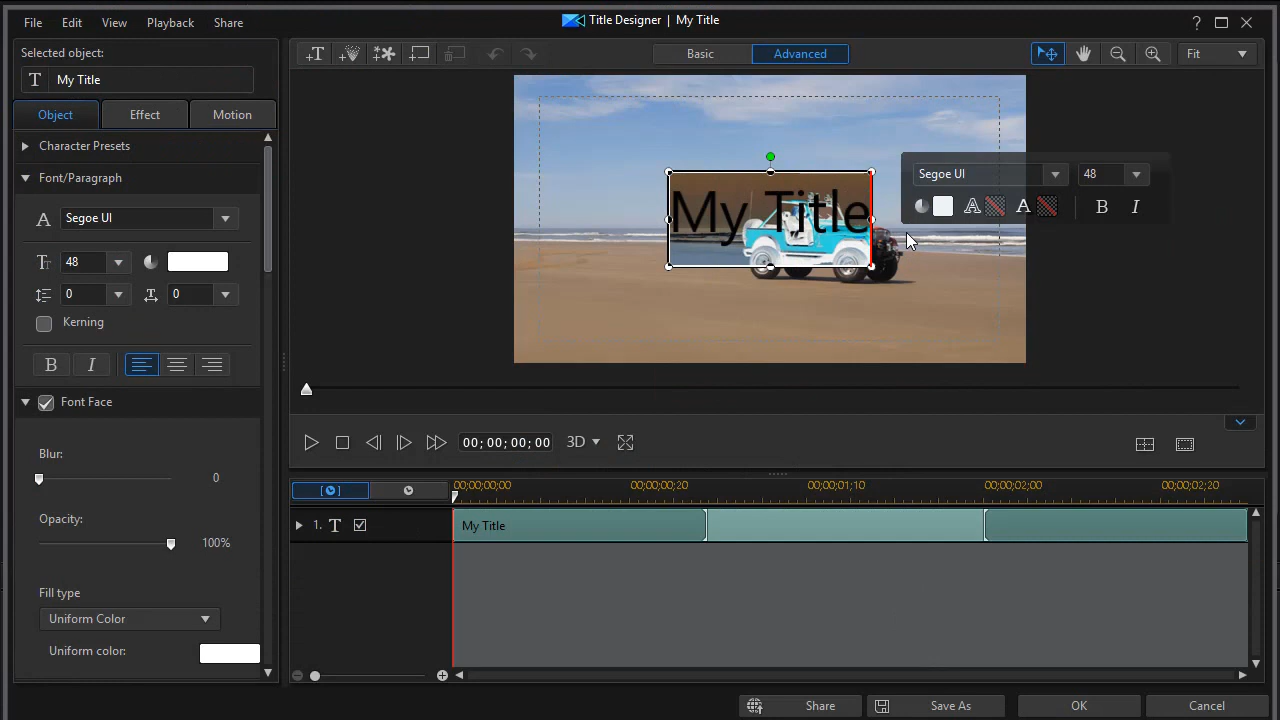 File Edit View Playback Share
Title Designer | My Title
?
Selected object:
T My Title
Basic Advanced
Fit
Object Effect Motion
Character Presets
Font/Paragraph
Segoe UI
48
0 0
Kerning
B I
Font Face
Blur:
0
Opacity:
100%
Fill type
Uniform Color
Uniform color:
My Title
Segoe UI 48
A A B I
00; 00; 00; 00 3D
00;00;00;00 00;00;00;20 00;00;01;10 00;00;02;00 00;00;02;20
1. T My Title
Share Save As OK Cancel